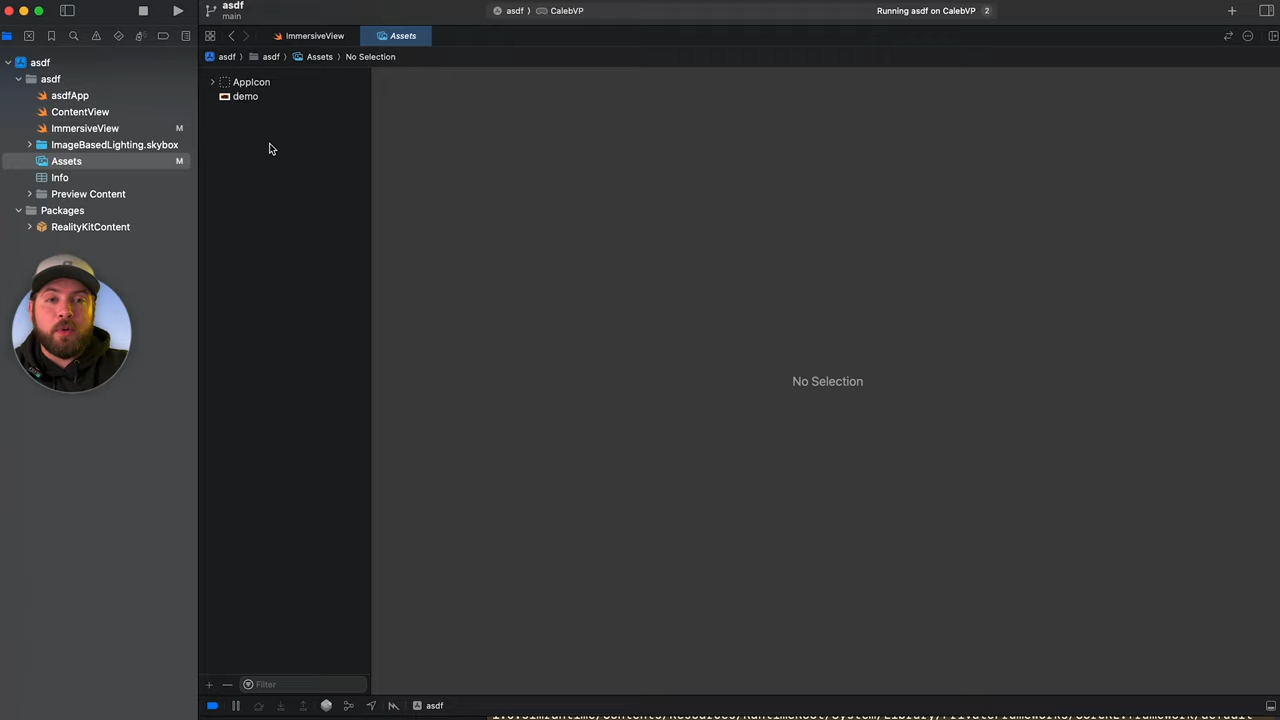 asdf
main
asdf
CalebVP
Running asdf on CalebVP
2
ImmersiveView
Assets
asdf
asdf
Assets
No Selection
asdf
asdf
asdfApp
ContentView
ImmersiveView
M
ImageBasedLighting.skybox
Assets
M
Info
Preview Content
Packages
RealityKitContent
AppIcon
demo
No Selection
Filter
asdf